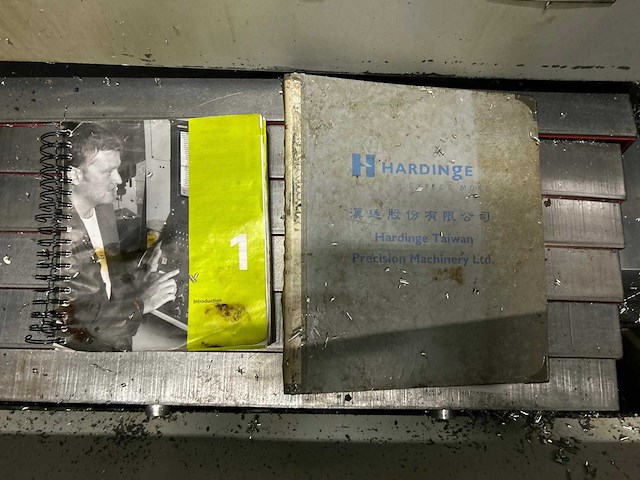 1
Introduction
HARDINGE
漢廷股份有限公司
Hardinge Taiwan
Precision Machinery Ltd.